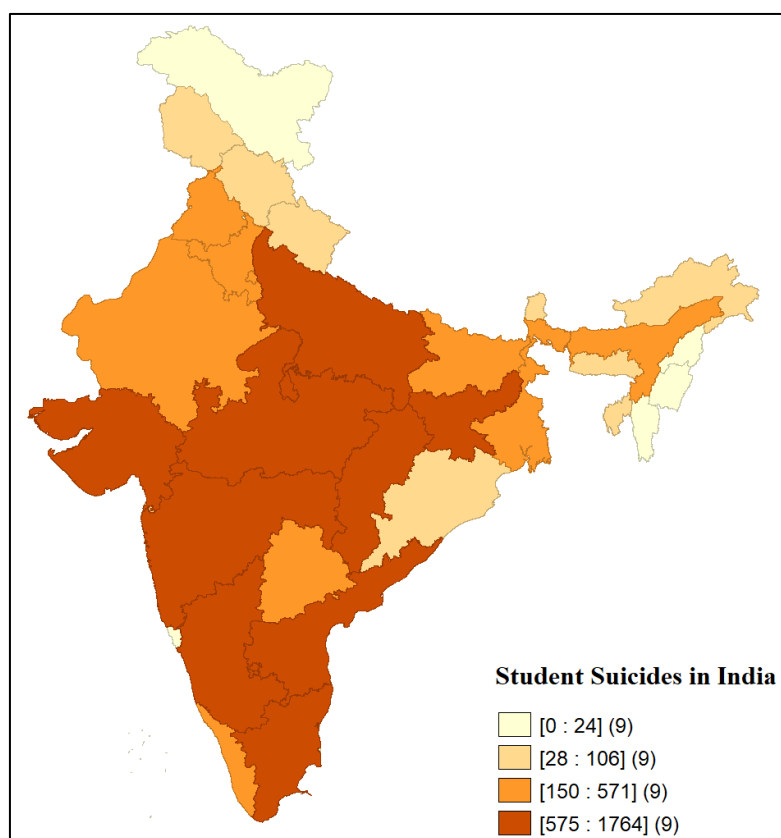 Student Suicides in India
[0 : 24] (9)
[28 : 106] (9)
[150 : 571] (9)
[575 : 1764] (9)